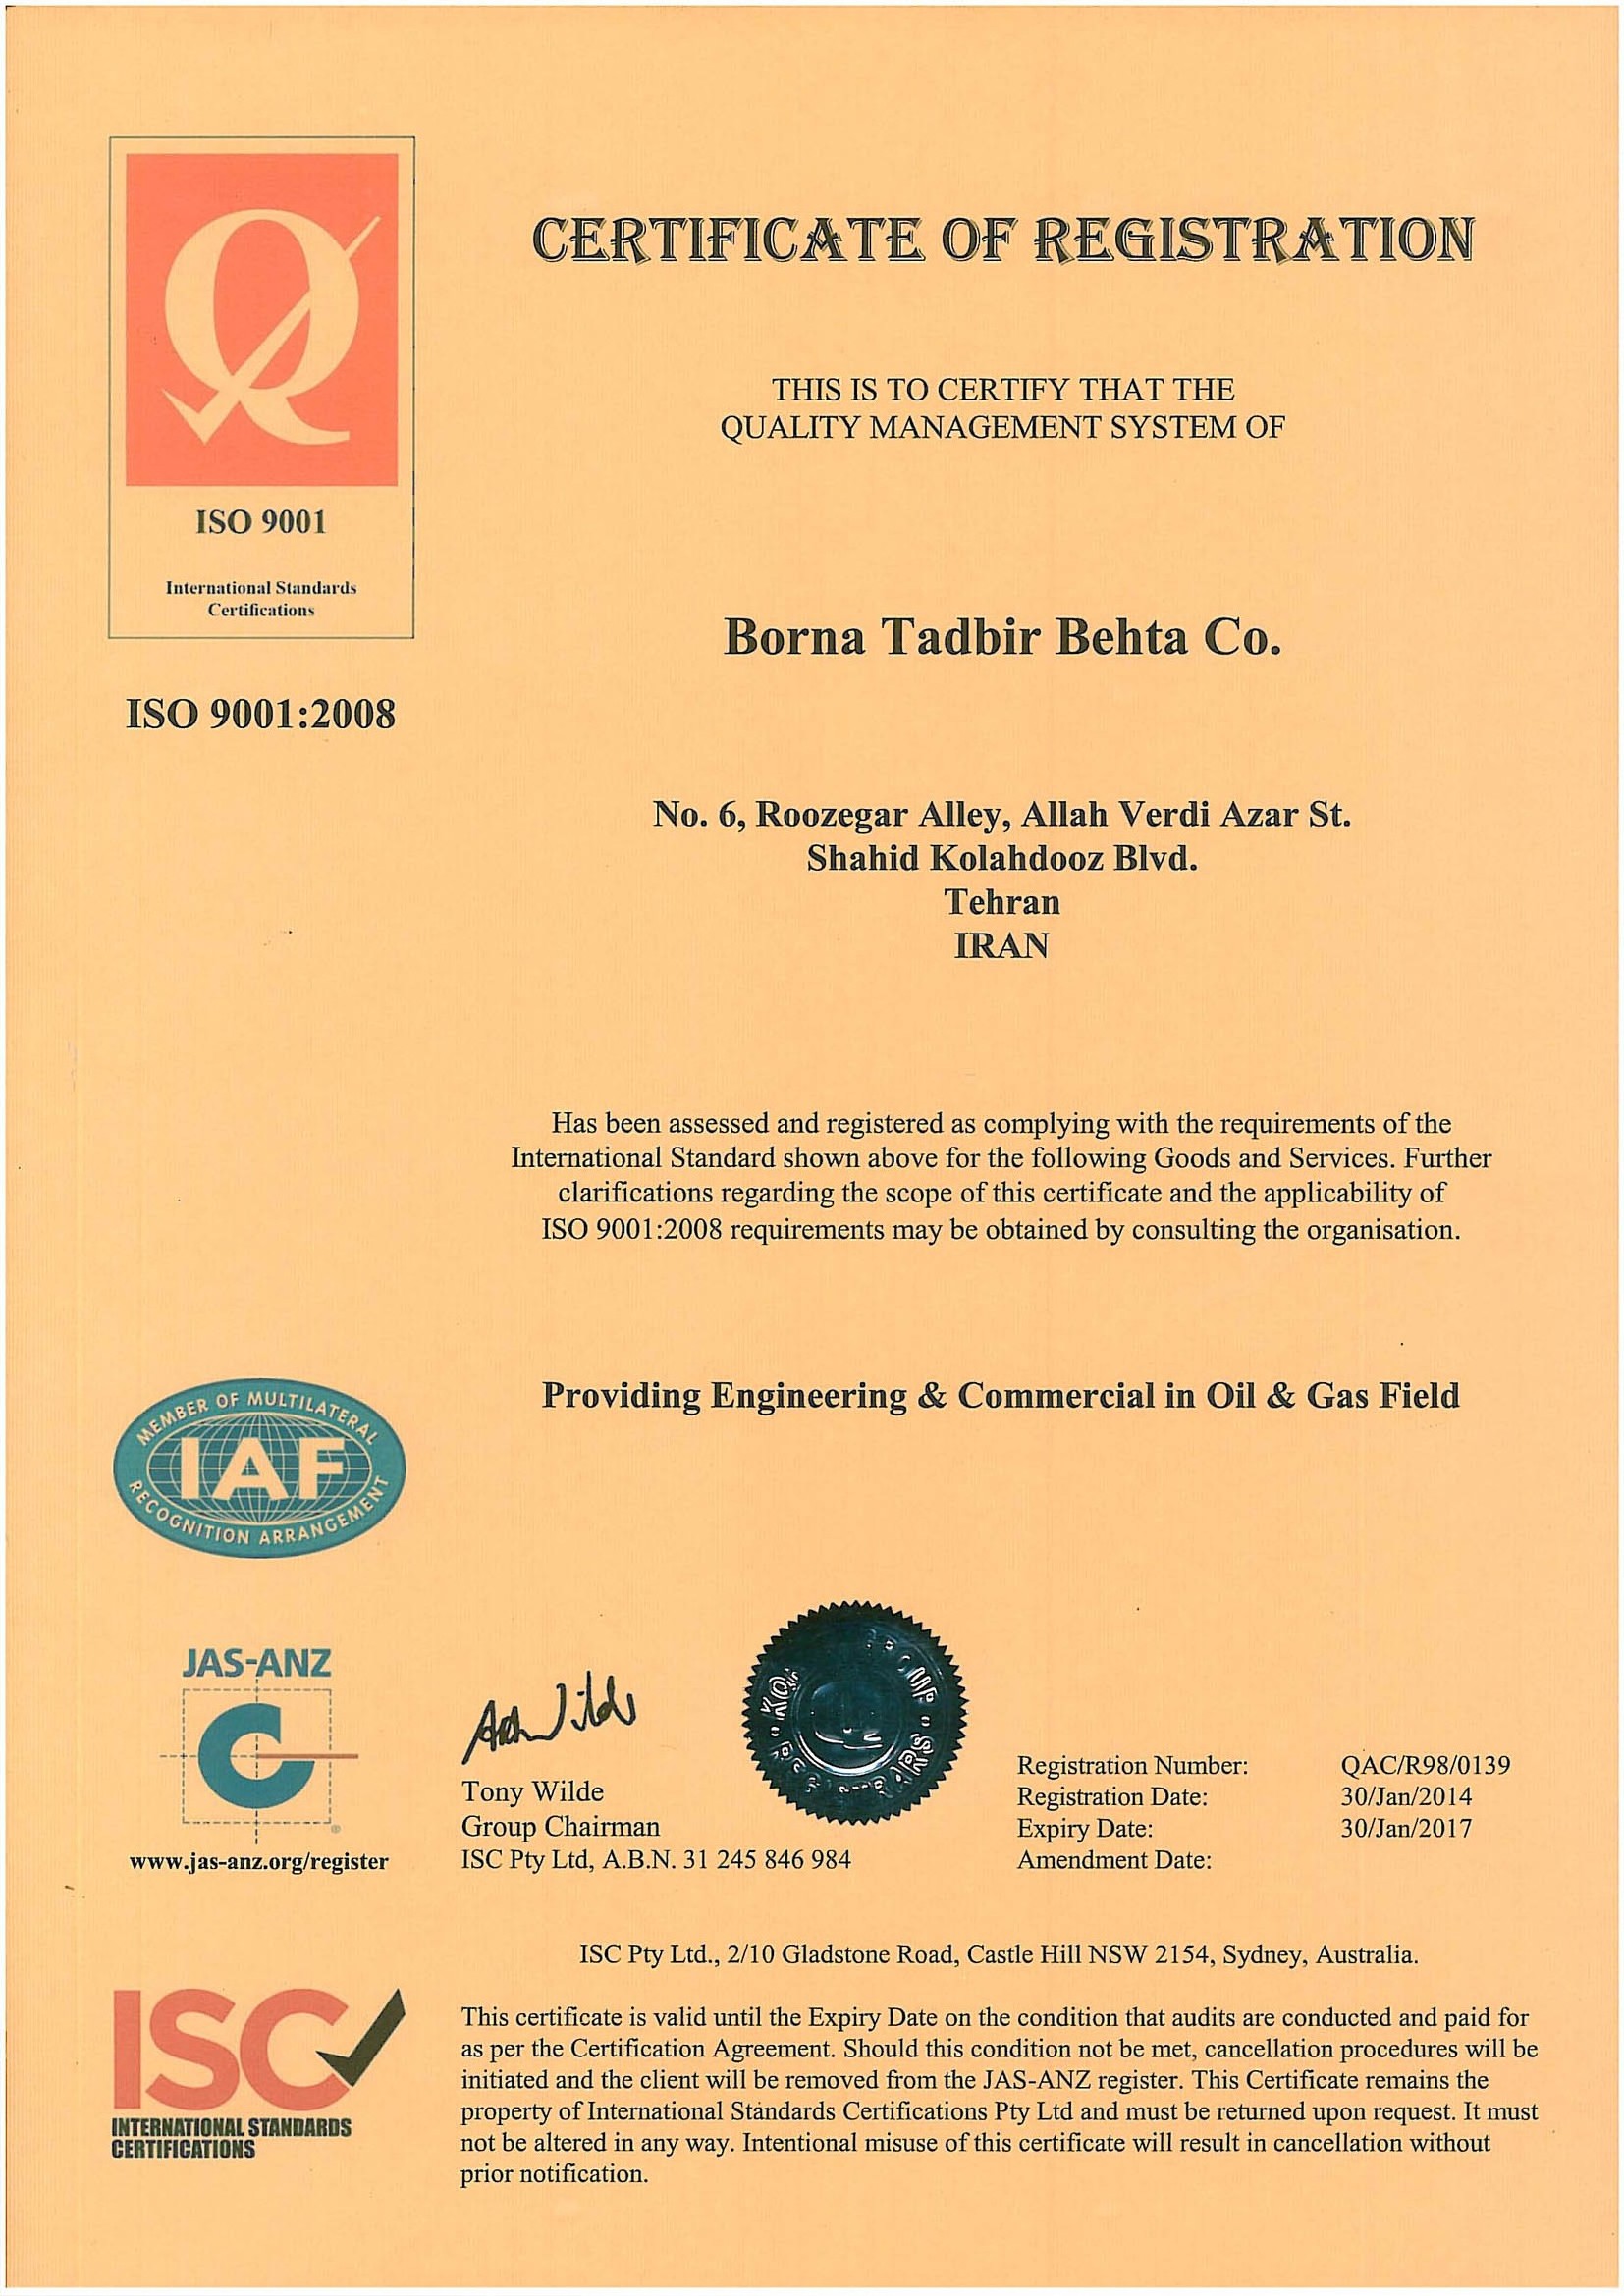 CERTIFICATE OF REGISTRATION
THIS IS TO CERTIFY THAT THE
QUALITY MANAGEMENT SYSTEM OF
ISO 9001
International Standards
Certifications
ISO 9001:2008
Borna Tadbir Behta Co.
No. 6, Roozegar Alley, Allah Verdi Azar St.
Shahid Kolahdooz Blvd.
Tehran
IRAN
Has been assessed and registered as complying with the requirements of the
International Standard shown above for the following Goods and Services. Further
clarifications regarding the scope of this certificate and the applicability of
ISO 9001:2008 requirements may be obtained by consulting the organisation.
Providing Engineering & Commercial in Oil & Gas Field
MEMBER OF MULTILATERAL
IAF
RECOGNITION ARRANGEMENT
JAS-ANZ
®
www.jas-anz.org/register
Tony Wilde
Group Chairman
ISC Pty Ltd, A.B.N. 31 245 846 984
Registration Number: QAC/R98/0139
Registration Date: 30/Jan/2014
Expiry Date: 30/Jan/2017
Amendment Date:
ISC Pty Ltd., 2/10 Gladstone Road, Castle Hill NSW 2154, Sydney, Australia.
ISC
INTERNATIONAL STANDARDS
CERTIFICATIONS
This certificate is valid until the Expiry Date on the condition that audits are conducted and paid for
as per the Certification Agreement. Should this condition not be met, cancellation procedures will be
initiated and the client will be removed from the JAS-ANZ register. This Certificate remains the
property of International Standards Certifications Pty Ltd and must be returned upon request. It must
not be altered in any way. Intentional misuse of this certificate will result in cancellation without
prior notification.